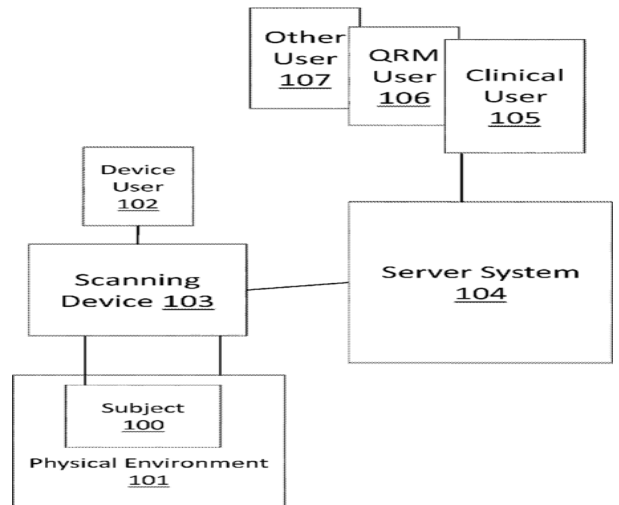 Other
User
107
QRM
User
106
Clinical
User
105
Device
User
102
Scanning
Device 103
Server System
104
Subject
100
Physical Environment
101